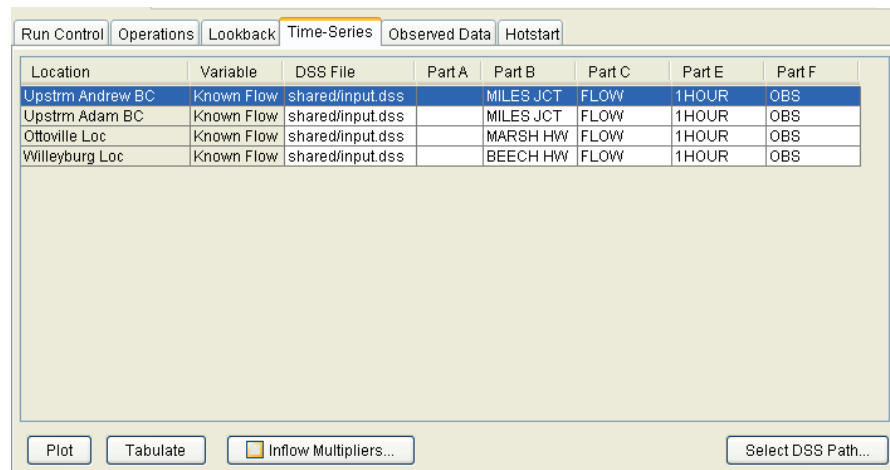 Run Control Operations Lookback Time-Series Observed Data Hotstart
Location Variable DSS File Part A Part B Part C Part E Part F
Upstrm Andrew BC Known Flow shared/input.dss MILES JCT FLOW 1HOUR OBS
Upstrm Adam BC Known Flow shared/input.dss MILES JCT FLOW 1HOUR OBS
Ottoville Loc Known Flow shared/input.dss MARSH HW FLOW 1HOUR OBS
Willeyburg Loc Known Flow shared/input.dss BEECH HW FLOW 1HOUR OBS
Plot Tabulate Inflow Multipliers... Select DSS Path...